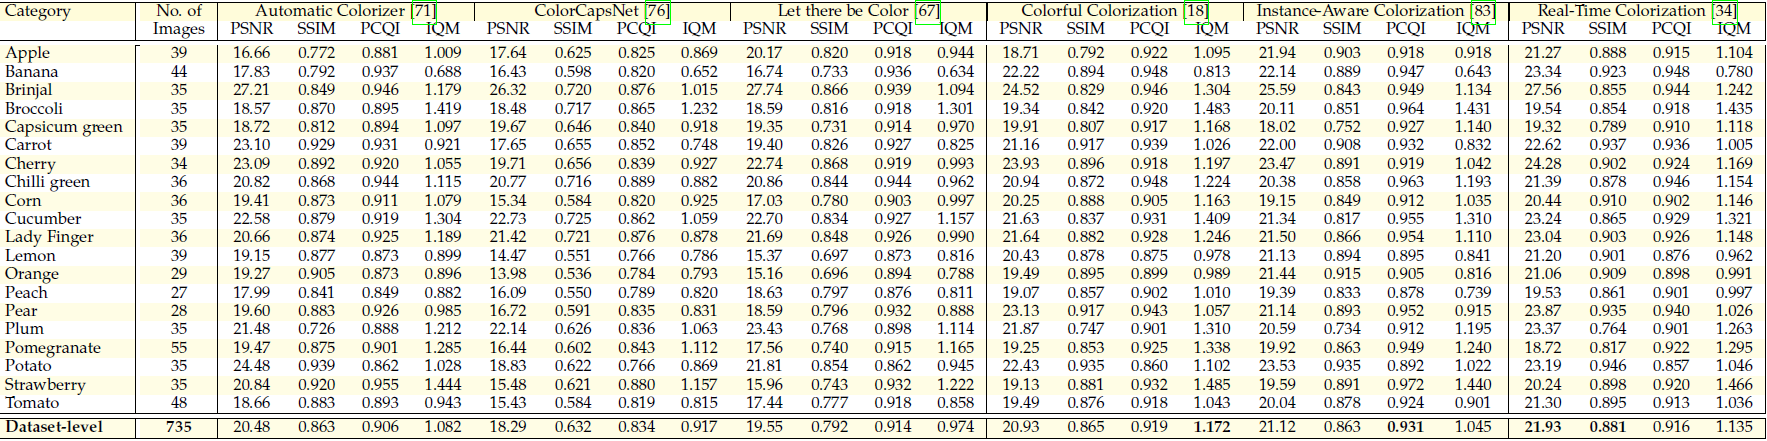 Category No. of Automatic Colorizer [71] ColorCapsNet [76] Let there be Color [67] Colorful Colorization [18] Instance-Aware Colorization [83] Real-Time Colorization [34]
Images PSNR SSIM PCQI IQM PSNR SSIM PCQI IQM PSNR SSIM PCQI IQM PSNR SSIM PCQI IQM PSNR SSIM PCQI IQM PSNR SSIM PCQI IQM
Apple 39 16.66 0.772 0.881 1.009 17.64 0.625 0.825 0.869 20.17 0.820 0.918 0.944 18.71 0.792 0.922 1.095 21.94 0.903 0.918 0.918 21.27 0.888 0.915 1.104
Banana 44 17.83 0.792 0.937 0.688 16.43 0.598 0.820 0.652 16.74 0.733 0.936 0.634 22.22 0.894 0.948 0.813 22.14 0.889 0.947 0.643 23.34 0.923 0.948 0.780
Brinjal 35 27.21 0.849 0.946 1.179 26.32 0.720 0.876 1.015 27.74 0.866 0.939 1.094 24.52 0.829 0.946 1.304 25.59 0.843 0.949 1.134 27.56 0.855 0.944 1.242
Broccoli 35 18.57 0.870 0.895 1.419 18.48 0.717 0.865 1.232 18.59 0.816 0.918 1.301 19.34 0.842 0.920 1.483 20.11 0.851 0.964 1.431 19.54 0.854 0.918 1.435
Capsicum green 35 18.72 0.812 0.894 1.097 19.67 0.646 0.840 0.918 19.35 0.731 0.914 0.970 19.91 0.807 0.917 1.168 18.02 0.752 0.927 1.140 19.32 0.789 0.910 1.118
Carrot 39 23.10 0.929 0.931 0.921 17.65 0.655 0.852 0.748 19.40 0.826 0.927 0.825 21.16 0.917 0.939 1.026 22.00 0.908 0.932 0.832 22.62 0.937 0.936 1.005
Cherry 34 23.09 0.892 0.920 1.055 19.71 0.656 0.839 0.927 22.74 0.868 0.919 0.993 23.93 0.896 0.918 1.197 23.47 0.891 0.919 1.042 24.28 0.902 0.924 1.169
Chilli green 36 20.82 0.868 0.944 1.115 20.77 0.716 0.889 0.882 20.86 0.844 0.944 0.962 20.94 0.872 0.948 1.224 20.38 0.858 0.963 1.193 21.39 0.878 0.946 1.154
Corn 36 19.41 0.873 0.911 1.079 15.34 0.584 0.820 0.925 17.03 0.780 0.903 0.997 20.25 0.888 0.905 1.163 19.15 0.849 0.912 1.035 20.44 0.910 0.902 1.146
Cucumber 35 22.58 0.879 0.919 1.304 22.73 0.725 0.862 1.059 22.70 0.834 0.927 1.157 21.63 0.837 0.931 1.409 21.34 0.817 0.955 1.310 23.24 0.865 0.929 1.321
Lady Finger 36 20.66 0.874 0.925 1.189 21.42 0.721 0.876 0.878 21.69 0.848 0.926 0.990 21.64 0.882 0.928 1.246 21.50 0.866 0.954 1.110 23.04 0.903 0.926 1.148
Lemon 39 19.15 0.877 0.873 0.899 14.47 0.551 0.766 0.786 15.37 0.697 0.873 0.816 20.43 0.878 0.875 0.978 21.13 0.894 0.895 0.841 21.20 0.901 0.876 0.962
Orange 29 19.27 0.905 0.873 0.896 13.98 0.536 0.784 0.793 15.16 0.696 0.894 0.788 19.49 0.895 0.899 0.989 21.44 0.915 0.905 0.816 21.06 0.909 0.898 0.991
Peach 27 17.99 0.841 0.849 0.882 16.09 0.550 0.789 0.820 18.63 0.797 0.876 0.811 19.07 0.857 0.902 1.010 19.39 0.833 0.878 0.739 19.53 0.861 0.901 0.997
Pear 28 19.60 0.883 0.926 0.985 16.72 0.591 0.835 0.831 18.59 0.796 0.932 0.888 23.13 0.917 0.943 1.057 21.14 0.893 0.952 0.915 23.87 0.935 0.940 1.026
Plum 35 21.48 0.726 0.888 1.212 22.14 0.626 0.836 1.063 23.43 0.768 0.898 1.114 21.87 0.747 0.901 1.310 20.59 0.734 0.912 1.195 23.37 0.764 0.901 1.263
Pomegranate 55 19.47 0.875 0.901 1.285 16.44 0.602 0.843 1.112 17.56 0.740 0.915 1.165 19.25 0.853 0.925 1.338 19.92 0.863 0.949 1.240 18.72 0.817 0.922 1.295
Potato 35 24.48 0.939 0.862 1.028 18.83 0.622 0.766 0.869 21.81 0.854 0.862 0.945 22.43 0.935 0.860 1.102 23.53 0.935 0.892 1.022 23.19 0.946 0.857 1.046
Strawberry 35 20.84 0.920 0.955 1.444 15.48 0.621 0.880 1.157 15.96 0.743 0.932 1.222 19.13 0.881 0.932 1.485 19.59 0.891 0.972 1.440 20.24 0.898 0.920 1.466
Tomato 48 18.66 0.883 0.893 0.943 15.43 0.584 0.819 0.815 17.44 0.777 0.918 0.858 19.49 0.876 0.918 1.043 20.04 0.878 0.924 0.901 21.30 0.895 0.913 1.036
Dataset-level 735 20.48 0.863 0.906 1.082 18.29 0.632 0.834 0.917 19.55 0.792 0.914 0.974 20.93 0.865 0.919 1.172 21.12 0.863 0.931 1.045 21.93 0.881 0.916 1.135